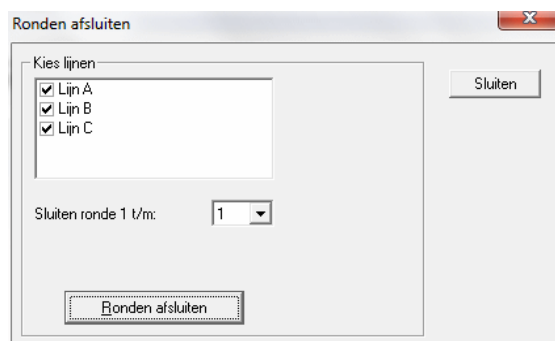 Ronden afsluiten
Kies lijnen
Lijn A
Lijn B
Lijn C
Sluiten
Sluiten ronde 1 t/m: 1
Ronden afsluiten